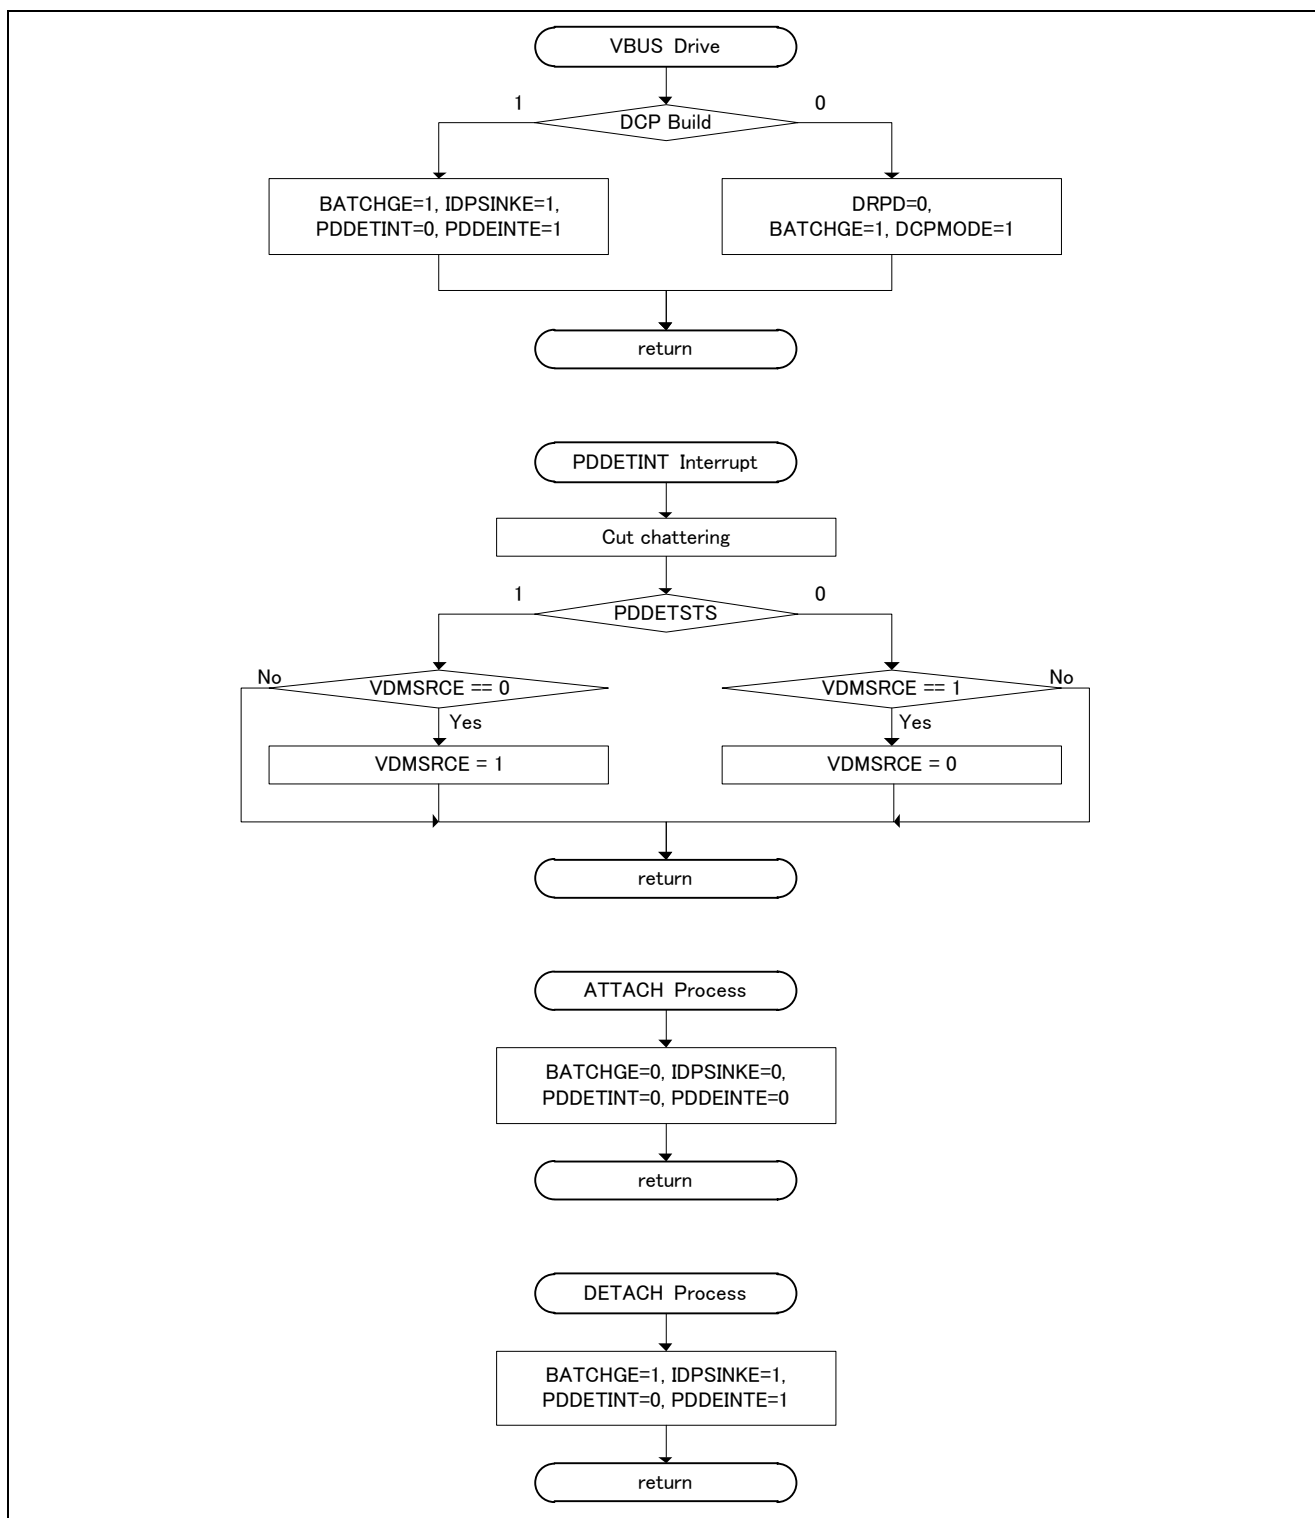 VBUS Drive
1
0
DCP Build
BATCHGE=1, IDPSINKE=1,
PDDETINT=0, PDDEINTE=1
DRPD=0,
BATCHGE=1, DCPMODE=1
return
PDDETINT Interrupt
Cut chattering
1
0
PDDETSTS
No
VDMSRCE == 0
VDMSRCE == 1
No
Yes
Yes
VDMSRCE = 1
VDMSRCE = 0
return
ATTACH Process
BATCHGE=0, IDPSINKE=0,
PDDETINT=0, PDDEINTE=0
return
DETACH Process
BATCHGE=1, IDPSINKE=1,
PDDETINT=0, PDDEINTE=1
return